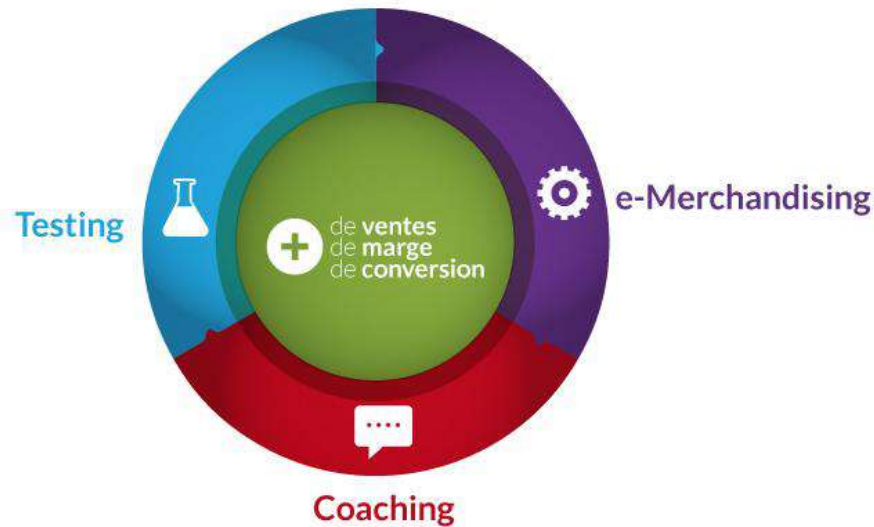 Testing
e-Merchandising
de ventes
de marge
de conversion
Coaching